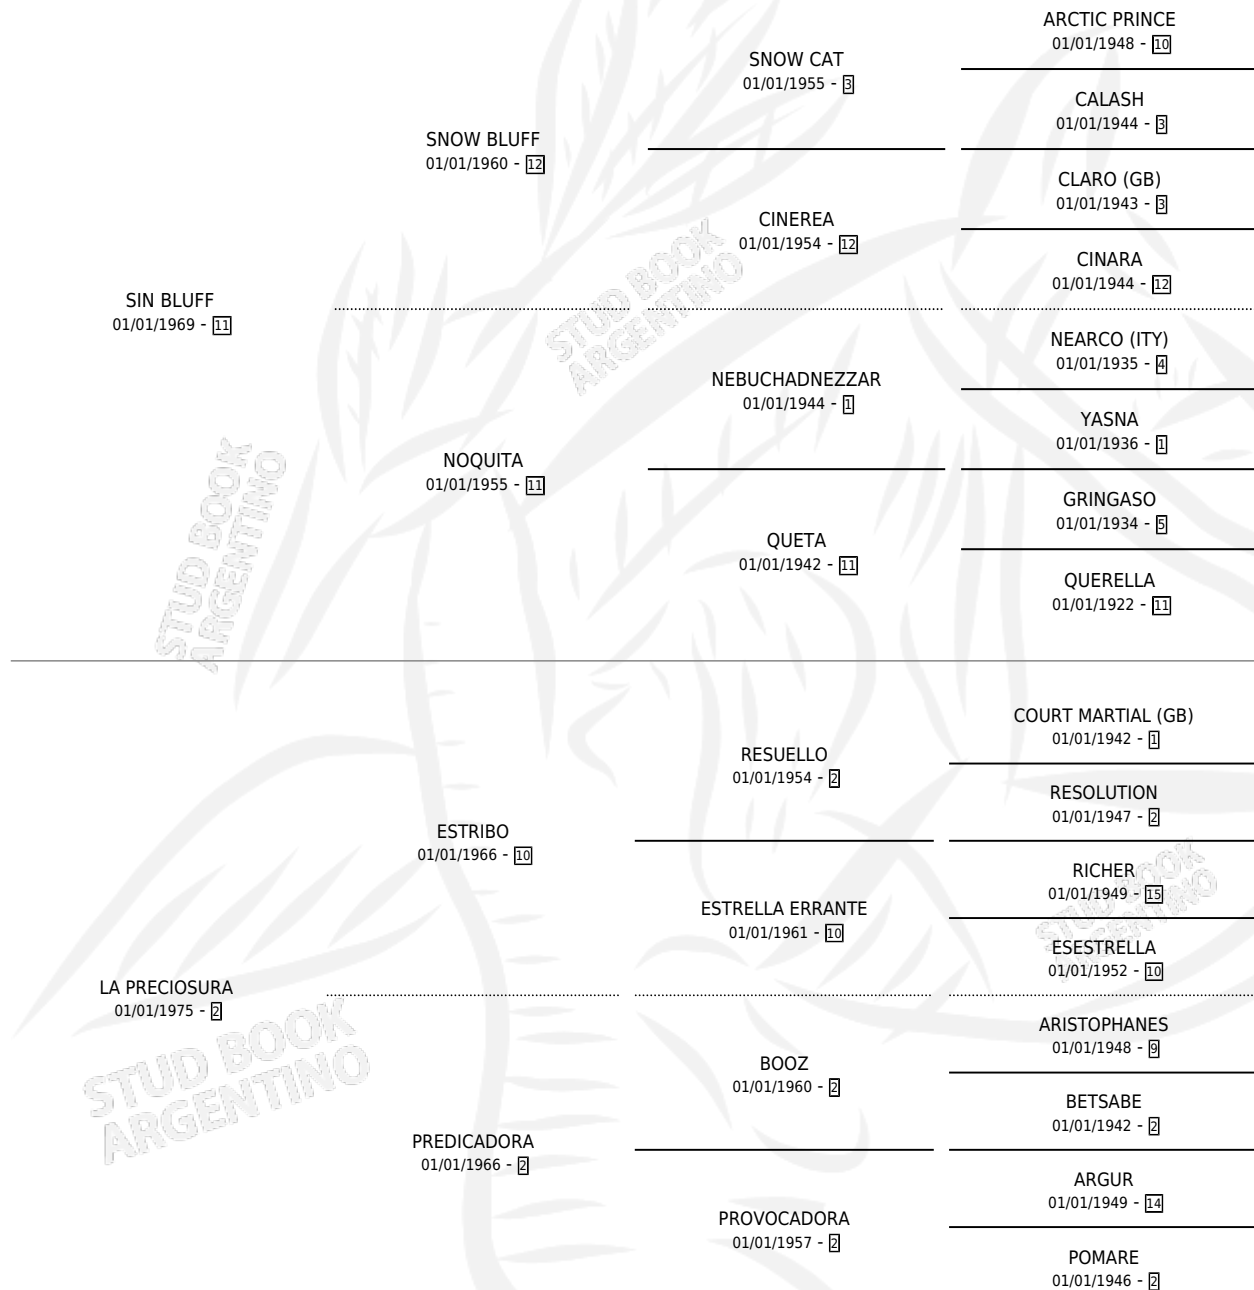 ARCTIC PRINCE
01/01/1948 - 10
SNOW CAT
01/01/1955 - 3
CALASH
01/01/1944 - 3
SNOW BLUFF
01/01/1960 - 12
CLARO (GB)
01/01/1943 - 3
CINEREA
01/01/1954 - 12
CINARA
01/01/1944 - 12
SIN BLUFF
01/01/1969 - 11
STUD BOOK
ARGENTINO
NEARCO (ITY)
01/01/1935 - 4
NEBUCHADNEZZAR
01/01/1944 - 1
YASNA
01/01/1936 - 1
NOQUITA
01/01/1955 - 11
GRINGASO
01/01/1934 - 5
QUETA
01/01/1942 - 11
QUERELLA
01/01/1922 - 11
STUD BOOK
ARGENTINO
COURT MARTIAL (GB)
01/01/1942 - 1
RESUELLO
01/01/1954 - 2
RESOLUTION
01/01/1947 - 2
ESTRIBO
01/01/1966 - 10
RICHER
01/01/1949 - 15
ESTRELLA ERRANTE
01/01/1961 - 10
ESESTRELLA
01/01/1952 - 10
STUD BOOK
ARGENTINO
LA PRECIOSURA
01/01/1975 - 2
ARISTOPHANES
01/01/1948 - 9
BOOZ
01/01/1960 - 2
BETSABE
01/01/1942 - 2
STUD BOOK
ARGENTINO
PREDICADORA
01/01/1966 - 2
ARGUR
01/01/1949 - 14
PROVOCADORA
01/01/1957 - 2
POMARE
01/01/1946 - 2